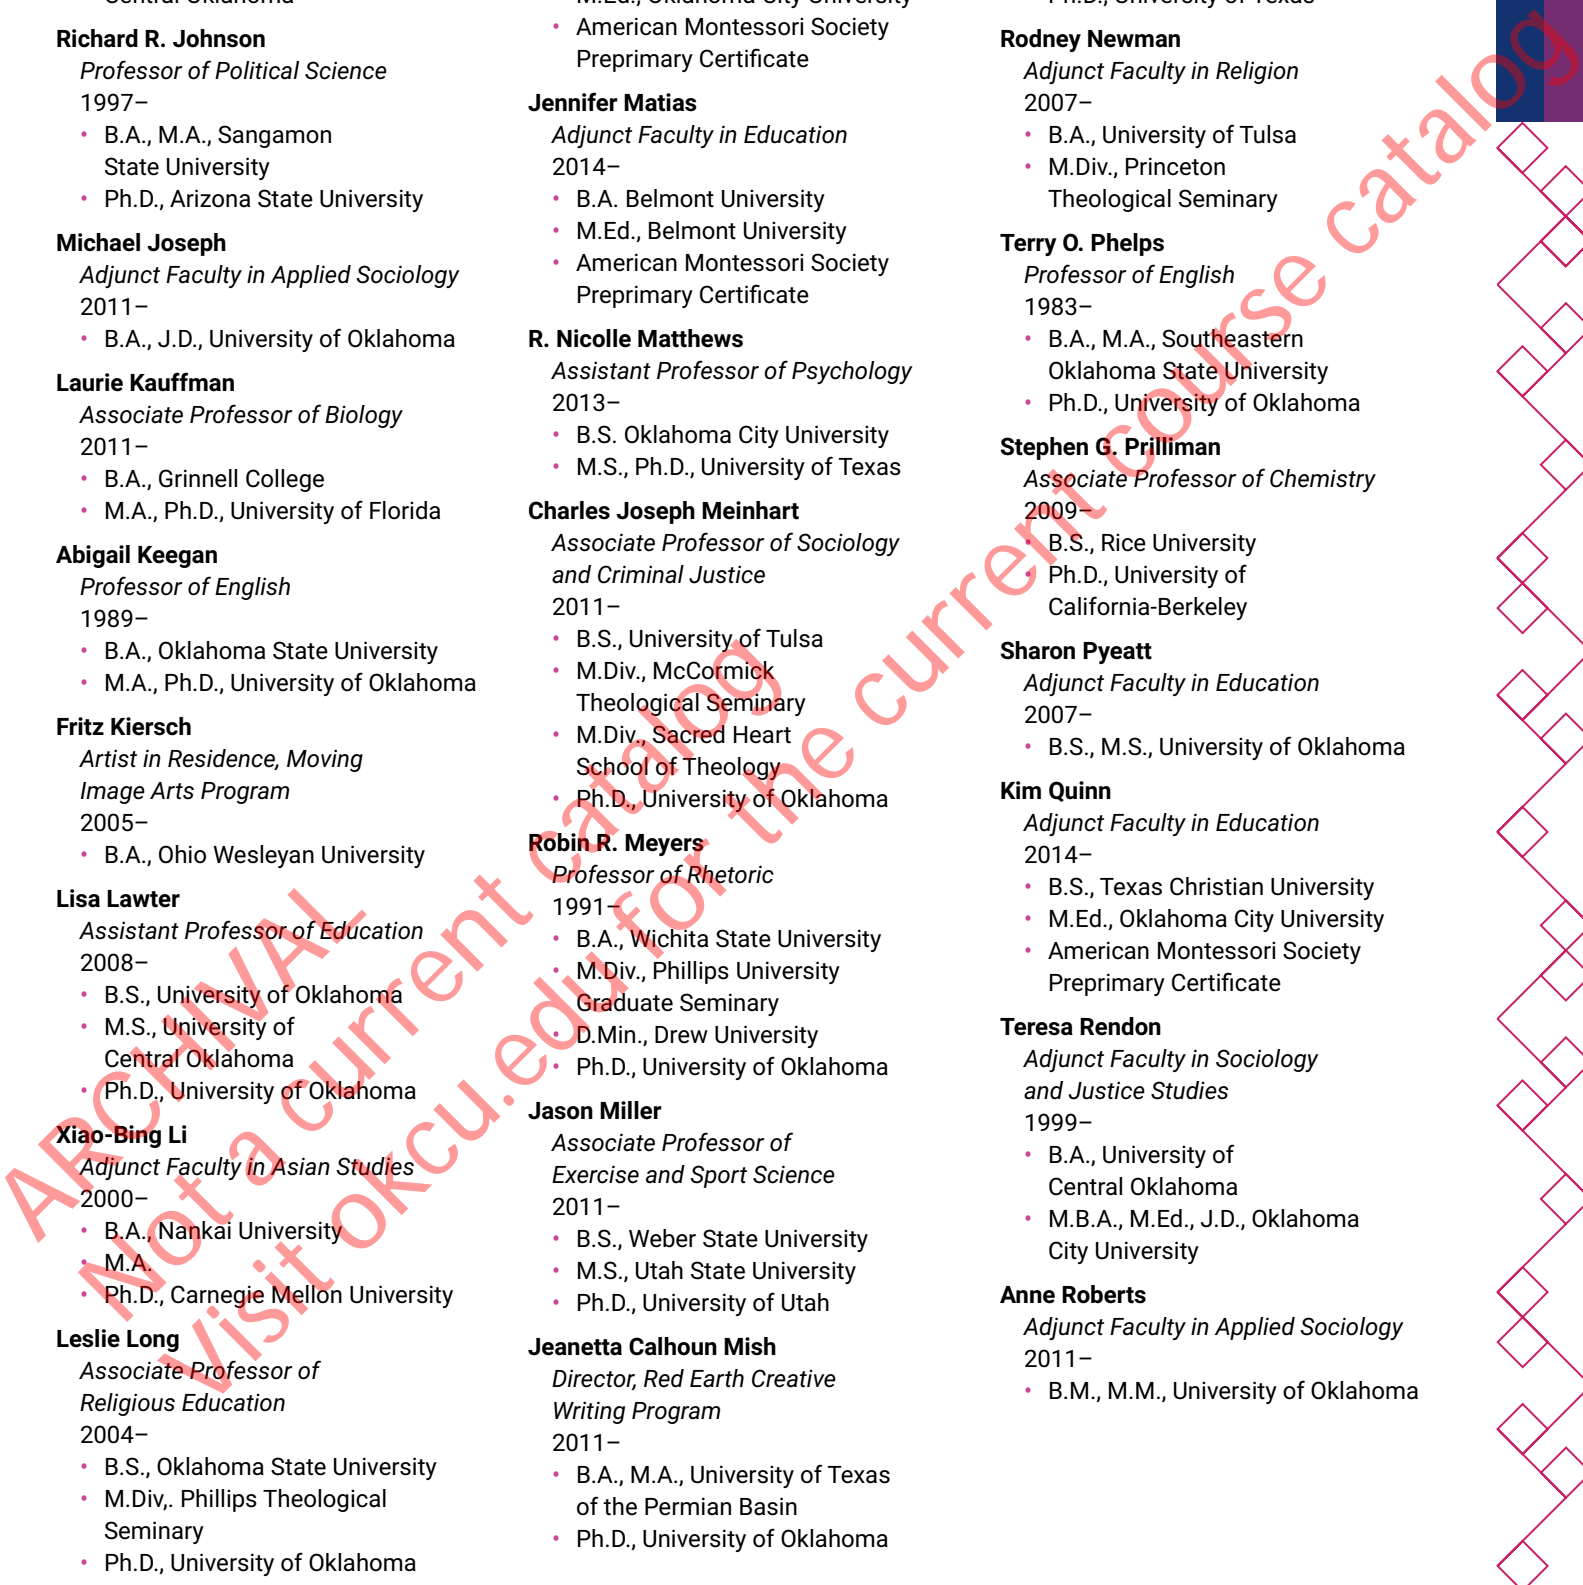 Central Oklahoma
Richard R. Johnson
Professor of Political Science
1997–
• B.A., M.A., Sangamon
State University
• Ph.D., Arizona State University
Michael Joseph
Adjunct Faculty in Applied Sociology
2011–
• B.A., J.D., University of Oklahoma
Laurie Kauffman
Associate Professor of Biology
2011–
• B.A., Grinnell College
• M.A., Ph.D., University of Florida
Abigail Keegan
Professor of English
1989–
• B.A., Oklahoma State University
• M.A., Ph.D., University of Oklahoma
Fritz Kiersch
Artist in Residence, Moving
Image Arts Program
2005–
• B.A., Ohio Wesleyan University
Lisa Lawter
Assistant Professor of Education
2008–
• B.S., University of Oklahoma
• M.S., University of
Central Oklahoma
• Ph.D., University of Oklahoma
Xiao-Bing Li
Adjunct Faculty in Asian Studies
2000–
• B.A., Nankai University
• M.A.
• Ph.D., Carnegie Mellon University
Leslie Long
Associate Professor of
Religious Education
2004–
• B.S., Oklahoma State University
• M.Div,. Phillips Theological
Seminary
• Ph.D., University of Oklahoma
M.Ed., Oklahoma City University
• American Montessori Society
Preprimary Certificate
Jennifer Matias
Adjunct Faculty in Education
2014–
• B.A. Belmont University
• M.Ed., Belmont University
• American Montessori Society
Preprimary Certificate
R. Nicolle Matthews
Assistant Professor of Psychology
2013–
• B.S. Oklahoma City University
• M.S., Ph.D., University of Texas
Charles Joseph Meinhart
Associate Professor of Sociology
and Criminal Justice
2011–
• B.S., University of Tulsa
• M.Div., McCormick
Theological Seminary
• M.Div., Sacred Heart
School of Theology
• Ph.D., University of Oklahoma
Robin R. Meyers
Professor of Rhetoric
1991–
• B.A., Wichita State University
• M.Div., Phillips University
Graduate Seminary
• D.Min., Drew University
• Ph.D., University of Oklahoma
Jason Miller
Associate Professor of
Exercise and Sport Science
2011–
• B.S., Weber State University
• M.S., Utah State University
• Ph.D., University of Utah
Jeanetta Calhoun Mish
Director, Red Earth Creative
Writing Program
2011–
• B.A., M.A., University of Texas
of the Permian Basin
• Ph.D., University of Oklahoma
Ph.D., University of Texas
Rodney Newman
Adjunct Faculty in Religion
2007–
• B.A., University of Tulsa
• M.Div., Princeton
Theological Seminary
Terry O. Phelps
Professor of English
1983–
• B.A., M.A., Southeastern
Oklahoma State University
• Ph.D., University of Oklahoma
Stephen G. Prilliman
Associate Professor of Chemistry
2009–
• B.S., Rice University
• Ph.D., University of
California-Berkeley
Sharon Pyeatt
Adjunct Faculty in Education
2007–
• B.S., M.S., University of Oklahoma
Kim Quinn
Adjunct Faculty in Education
2014–
• B.S., Texas Christian University
• M.Ed., Oklahoma City University
• American Montessori Society
Preprimary Certificate
Teresa Rendon
Adjunct Faculty in Sociology
and Justice Studies
1999–
• B.A., University of
Central Oklahoma
• M.B.A., M.Ed., J.D., Oklahoma
City University
Anne Roberts
Adjunct Faculty in Applied Sociology
2011–
• B.M., M.M., University of Oklahoma
ARCHIVAL
Not a current catalog
visit okcu.edu for the current course catalog